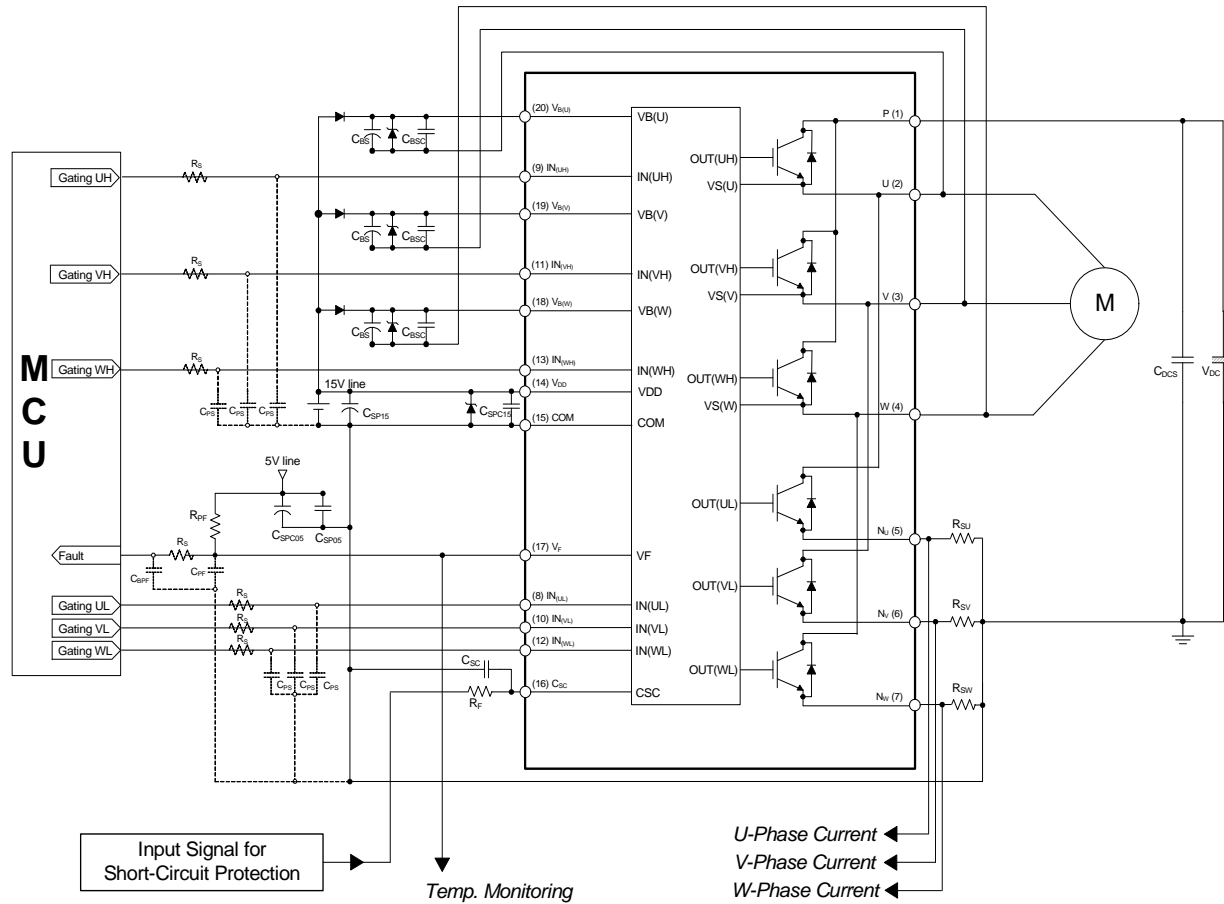 MCU
Gating UH
Gating VH
Gating WH
Fault
Gating UL
Gating VL
Gating WL
RS
RS
RS
CPS
CPS
CPS
15V line
CSP15
CSPC15
5V line
RPF
CSPC05
CSP05
RS
CBPF
CPF
RS
RS
RS
CPS
CPS
CPS
CSC
RF
CBS
CBSC
CBS
CBSC
CBS
CBSC
(20) VB(U)
(9) IN(UH)
(19) VB(V)
(11) IN(VH)
(18) VB(W)
(13) IN(WH)
(14) VDD
(15) COM
(17) VF
(8) IN(UL)
(10) IN(VL)
(12) IN(WL)
(16) CSC
VB(U)
IN(UH)
VB(V)
IN(VH)
VB(W)
IN(WH)
VDD
COM
VF
IN(UL)
IN(VL)
IN(WL)
CSC
OUT(UH)
VS(U)
OUT(VH)
VS(V)
OUT(WH)
VS(W)
OUT(UL)
OUT(VL)
OUT(WL)
P (1)
U (2)
V (3)
W (4)
NU (5)
NV (6)
NW (7)
RSU
RSV
RSW
M
CDCS
VDC
Input Signal for
Short-Circuit Protection
Temp. Monitoring
U-Phase Current
V-Phase Current
W-Phase Current